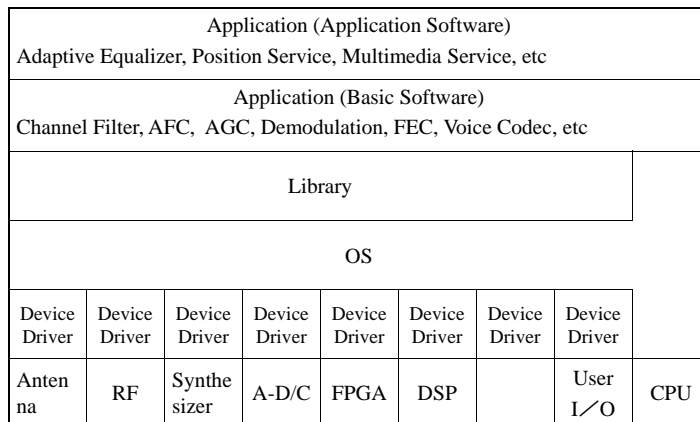 Application (Application Software)
Adaptive Equalizer, Position Service, Multimedia Service, etc
Application (Basic Software)
Channel Filter, AFC, AGC, Demodulation, FEC, Voice Codec, etc
Library
OS
Device Device Device Device Device Device Device Device
Driver Driver Driver Driver Driver Driver Driver Driver
Anten RF Synthe A-D/C FPGA DSP User CPU
na sizer I/O